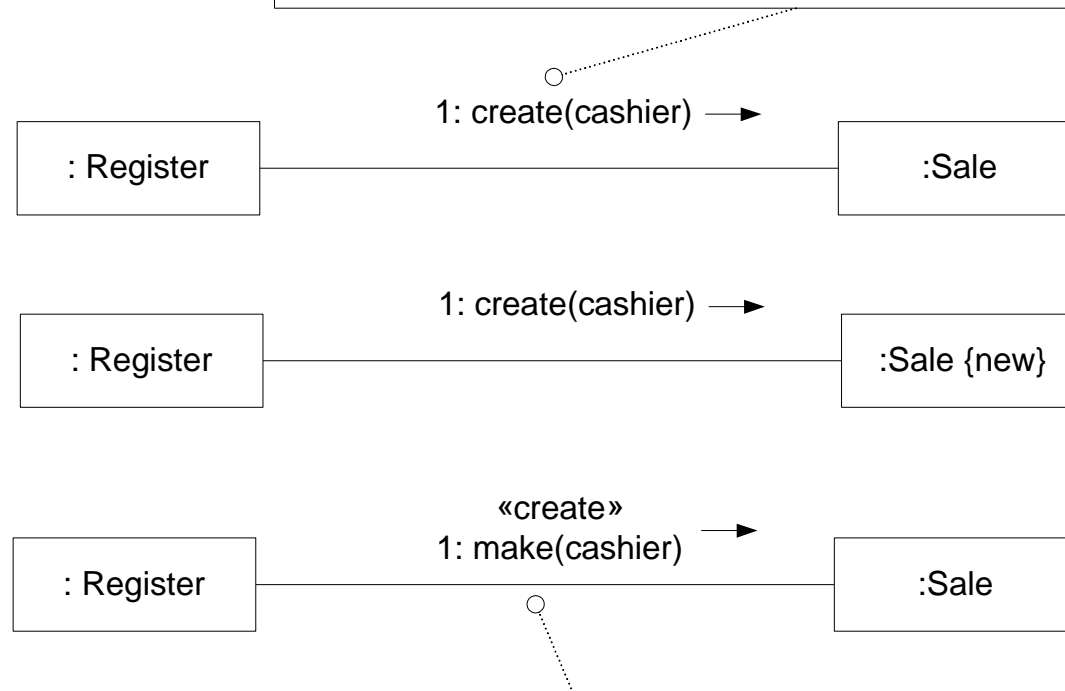 1: create(cashier)
: Register
:Sale
1: create(cashier)
: Register
:Sale {new}
«create»
1: make(cashier)
: Register
:Sale